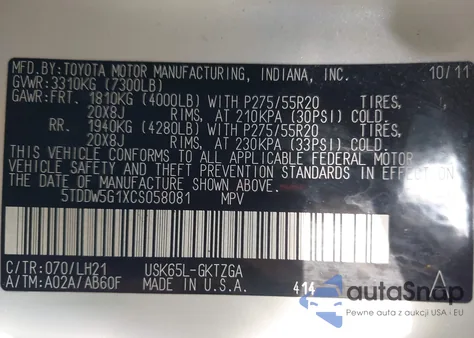 MFD.BY:TOYOTA MOTOR MANUFACTURING, INDIANA, INC. 10/11
GVWR:3310KG (7300LB)
GAWR:FRT. 1810KG (4000LB) WITH P275/55R20 TIRES,
20X8J RIMS, AT 210KPA (30PSI) COLD.
RR. 1940KG (4280LB) WITH P275/55R20 TIRES,
20X8J RIMS, AT 230KPA (33PSI) COLD.
THIS VEHICLE CONFORMS TO ALL APPLICABLE FEDERAL MOTOR
VEHICLE SAFETY STANDARDS IN EFFECT ON
THE DATE OF MANUFACTURE SHOWN ABOVE.
5TDDW5G1XCS058081 MPV
C/TR:070/LH21 USK65L-GKTZGA
A/TM:A02A/AB60F MADE IN U.S.A. 414
autoSnap
Pewne auta z aukcji USA - EU